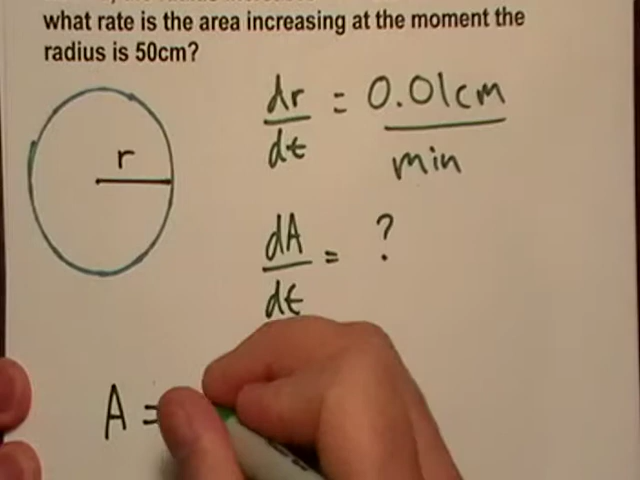 what rate is the area increasing at the moment the
radius is 50cm?
r
dr/dt = 0.01cm/min
dA/dt = ?
A =